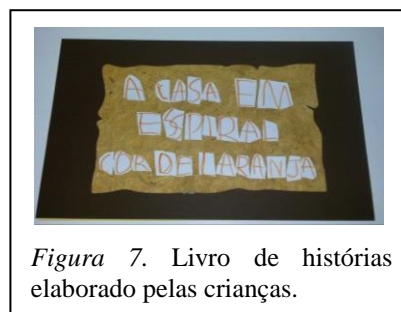 A CASA EM
ESPIRAL
COR DE LARANJA
Figura 7. Livro de histórias
elaborado pelas crianças.